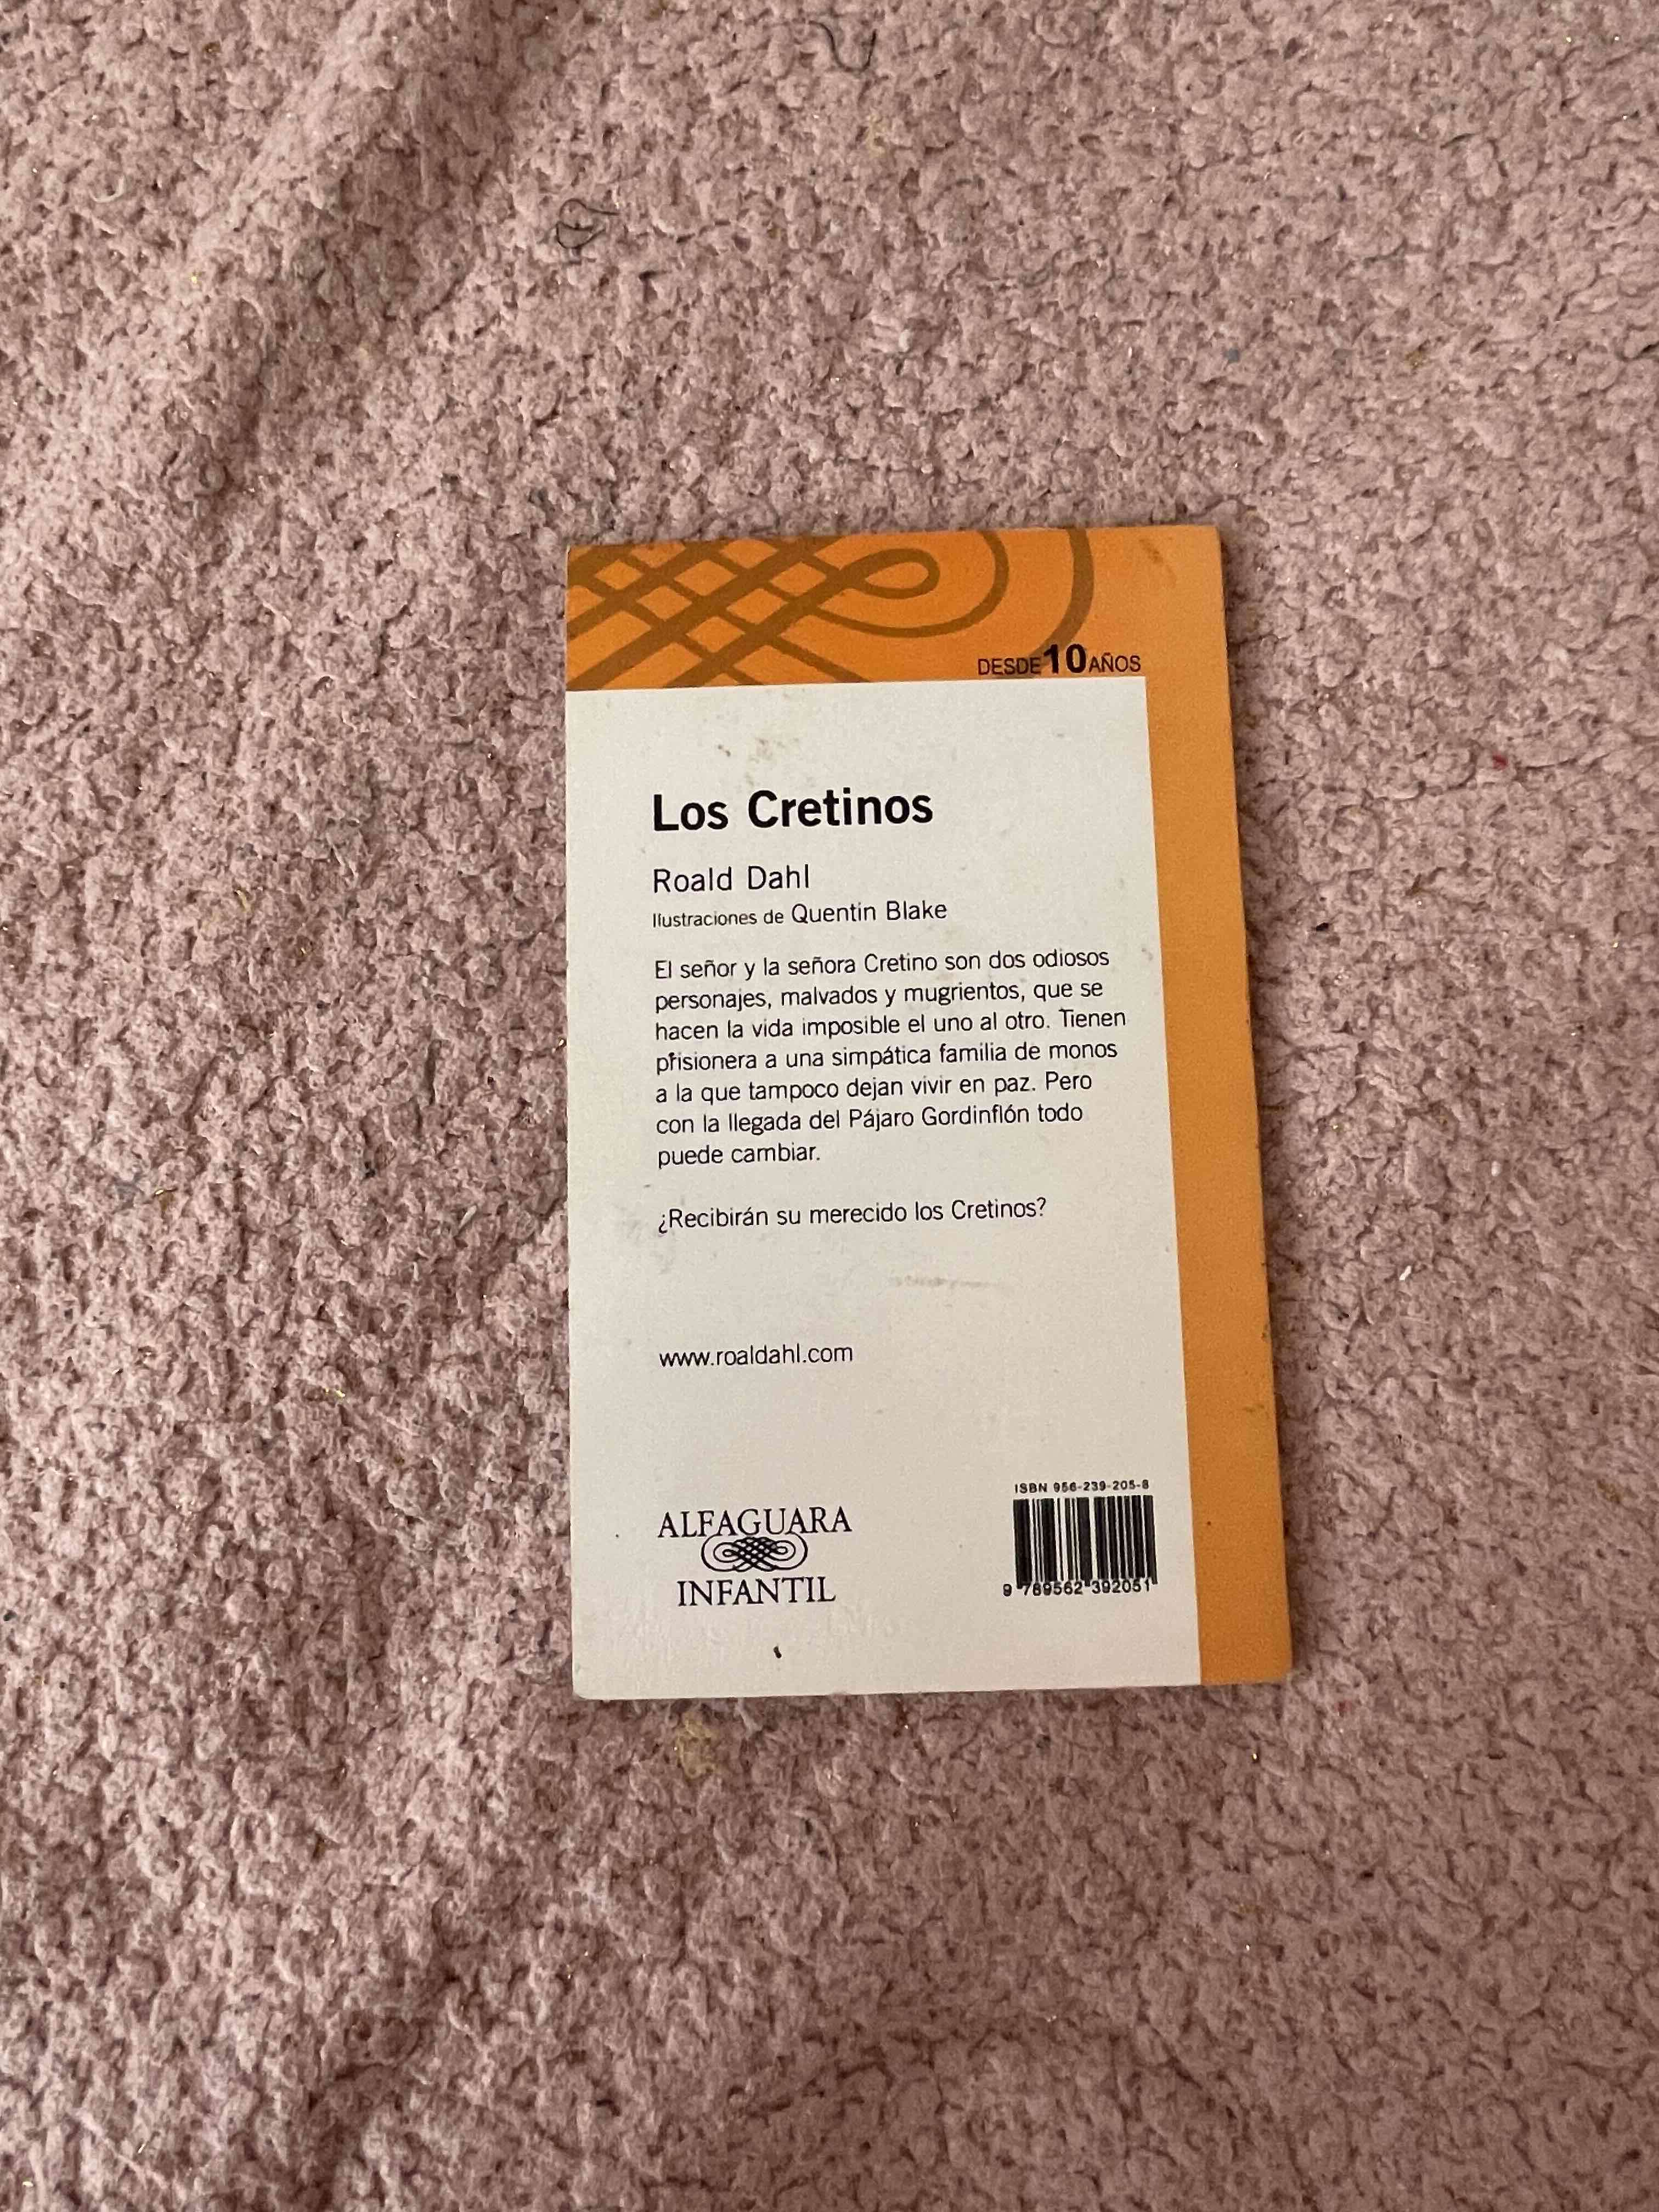 DESDE 10 AÑOS
Los Cretinos
Roald Dahl
Ilustraciones de Quentin Blake
El señor y la señora Cretino son dos odiosos
personajes, malvados y mugrientos, que se
hacen la vida imposible el uno al otro. Tienen
prisionera a una simpática familia de monos
a la que tampoco dejan vivir en paz. Pero
con la llegada del Pájaro Gordinflón todo
puede cambiar.
¿Recibirán su merecido los Cretinos?
www.roaldahl.com
ALFAGUARA
INFANTIL
ISBN 956-239-205-8
9 789562 392051